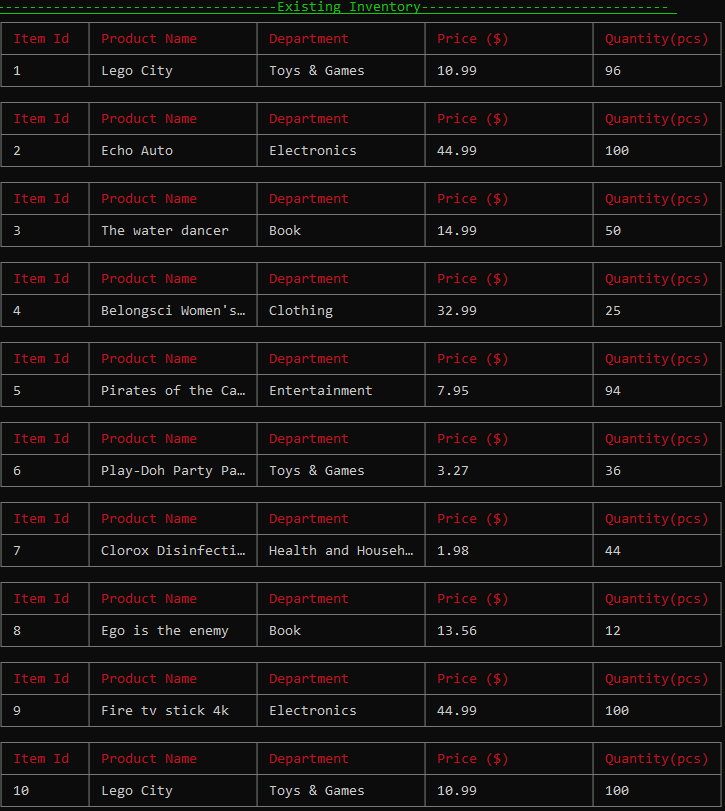 Existing Inventory
Item Id Product Name Department Price ($) Quantity(pcs)
1 Lego City Toys & Games 10.99 96
Item Id Product Name Department Price ($) Quantity(pcs)
2 Echo Auto Electronics 44.99 100
Item Id Product Name Department Price ($) Quantity(pcs)
3 The water dancer Book 14.99 50
Item Id Product Name Department Price ($) Quantity(pcs)
4 Belongsci Women's… Clothing 32.99 25
Item Id Product Name Department Price ($) Quantity(pcs)
5 Pirates of the Ca… Entertainment 7.95 94
Item Id Product Name Department Price ($) Quantity(pcs)
6 Play-Doh Party Pa… Toys & Games 3.27 36
Item Id Product Name Department Price ($) Quantity(pcs)
7 Clorox Disinfecti… Health and Househ… 1.98 44
Item Id Product Name Department Price ($) Quantity(pcs)
8 Ego is the enemy Book 13.56 12
Item Id Product Name Department Price ($) Quantity(pcs)
9 Fire tv stick 4k Electronics 44.99 100
Item Id Product Name Department Price ($) Quantity(pcs)
10 Lego City Toys & Games 10.99 100